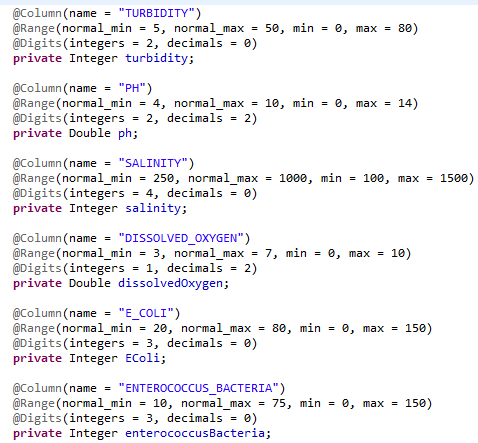 @Column(name = "TURBIDITY")
@Range(normal_min = 5, normal_max = 50, min = 0, max = 80)
@Digits(integers = 2, decimals = 0)
private Integer turbidity;
@Column(name = "PH")
@Range(normal_min = 4, normal_max = 10, min = 0, max = 14)
@Digits(integers = 2, decimals = 2)
private Double ph;
@Column(name = "SALINITY")
@Range(normal_min = 250, normal_max = 1000, min = 100, max = 1500)
@Digits(integers = 4, decimals = 0)
private Integer salinity;
@Column(name = "DISSOLVED_OXYGEN")
@Range(normal_min = 3, normal_max = 7, min = 0, max = 10)
@Digits(integers = 1, decimals = 2)
private Double dissolvedOxygen;
@Column(name = "E_COLI")
@Range(normal_min = 20, normal_max = 80, min = 0, max = 150)
@Digits(integers = 3, decimals = 0)
private Integer EColi;
@Column(name = "ENTEROCOCCUS_BACTERIA")
@Range(normal_min = 10, normal_max = 75, min = 0, max = 150)
@Digits(integers = 3, decimals = 0)
private Integer enterococcusBacteria;